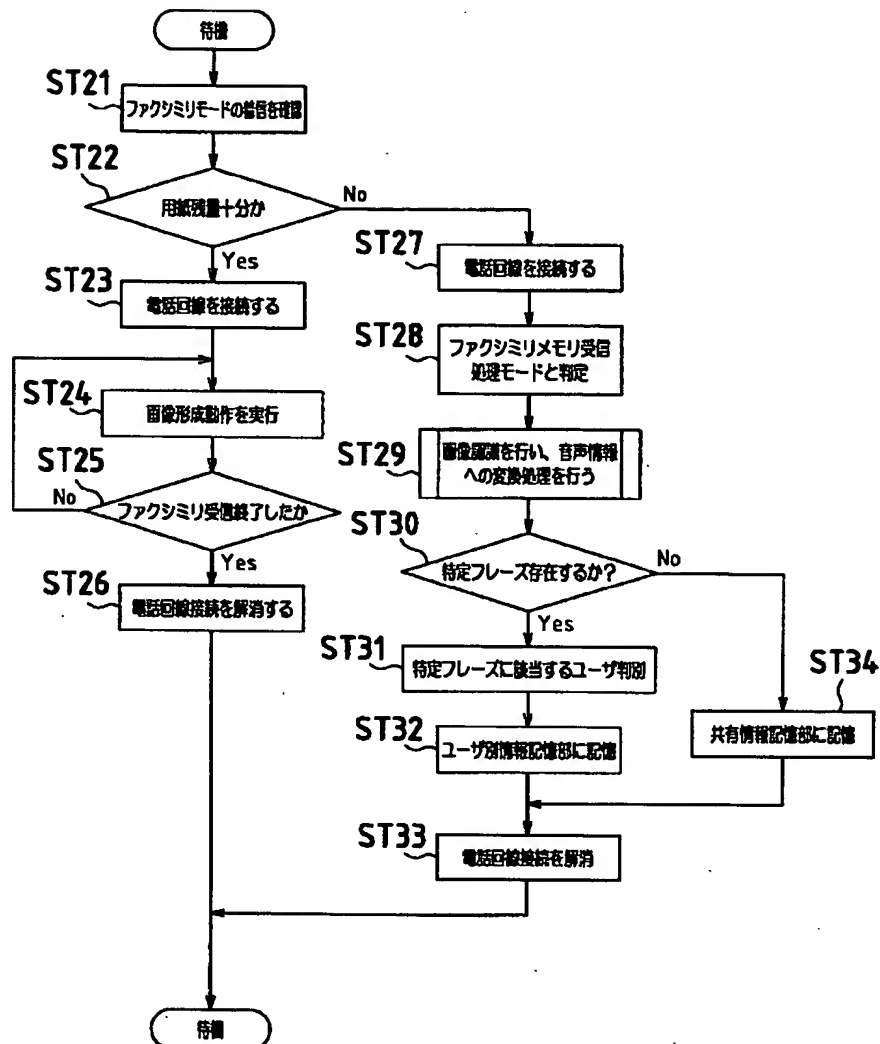 待機
ST21
ファクシミリモードの着信を確認
ST22
用紙残量十分か
No
Yes
ST23
電話回線を接続する
ST24
画像形成動作を実行
ST25
ファクシミリ受信終了したか
No
Yes
ST26
電話回線接続を解消する
ST27
電話回線を接続する
ST28
ファクシミリメモリ受信
処理モードと判定
ST29
画像認識を行い、音声情報
への変換処理を行う
ST30
特定フレーズ存在するか?
No
Yes
ST31
特定フレーズに該当するユーザ判別
ST32
ユーザ別情報記憶部に記憶
ST34
共有情報記憶部に記憶
ST33
電話回線接続を解消
待機